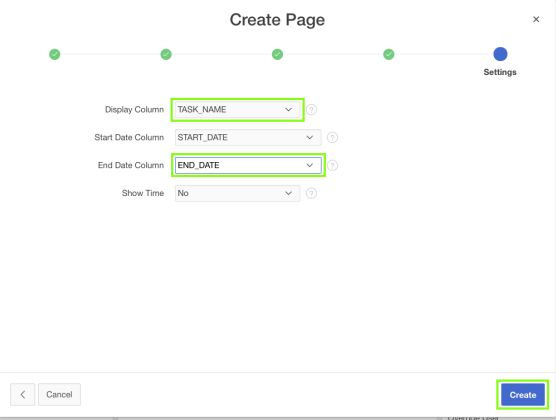 Create Page
×
Settings
Display Column TASK_NAME ?
Start Date Column START_DATE ?
End Date Column END_DATE ?
Show Time No ?
Cancel
Create